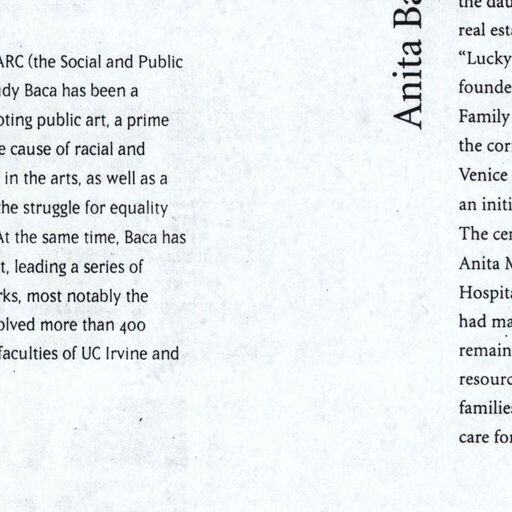 ARC (the Social and Public
dy Baca has been a
oting public art, a prime
e cause of racial and
in the arts, as well as a
the struggle for equality
At the same time, Baca has
t, leading a series of
rks, most notably the
olved more than 400
faculties of UC Irvine and
Anita Ba
the dau
real esta
“Lucky
founde
Family
the cor
Venice
an initi
The cen
Anita M
Hospita
had ma
remain
resourc
families
care for